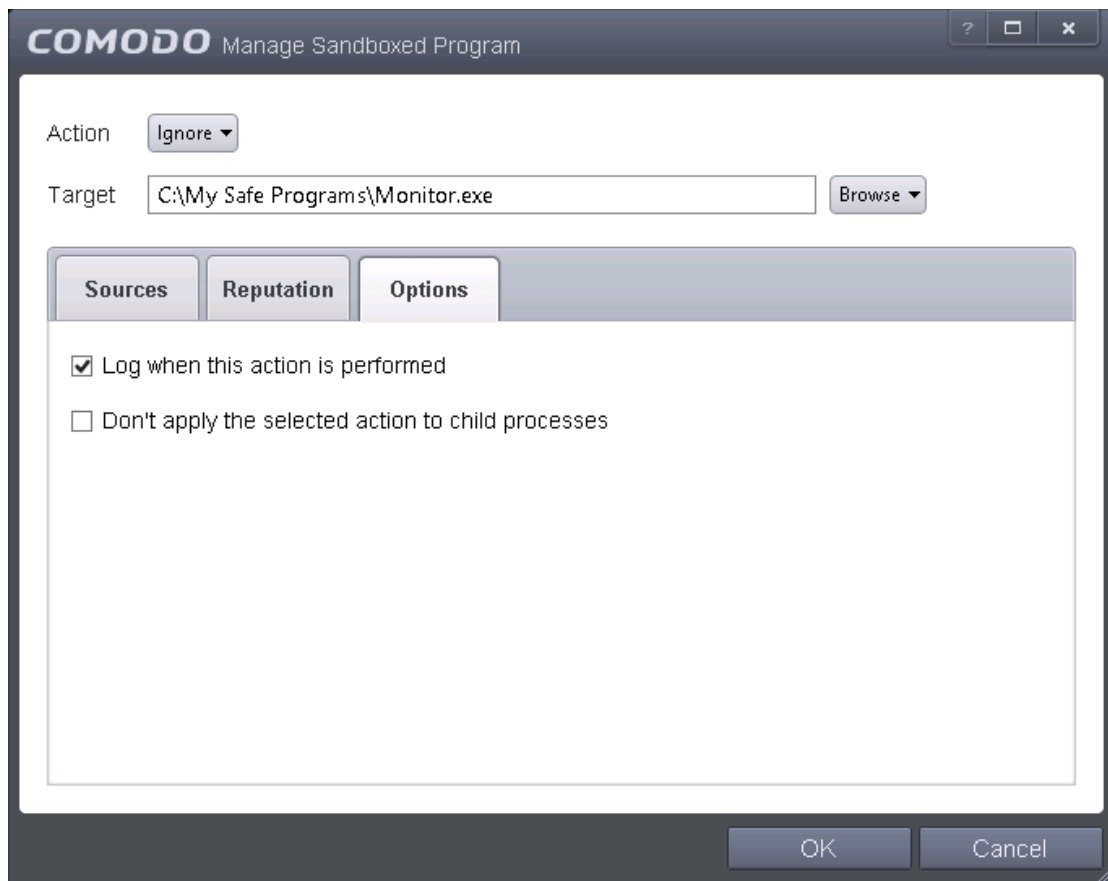 COMODO Manage Sandboxed Program ?
Action Ignore
Target C:\My Safe Programs\Monitor.exe Browse
Sources Reputation Options
Log when this action is performed
Don't apply the selected action to child processes
OK Cancel